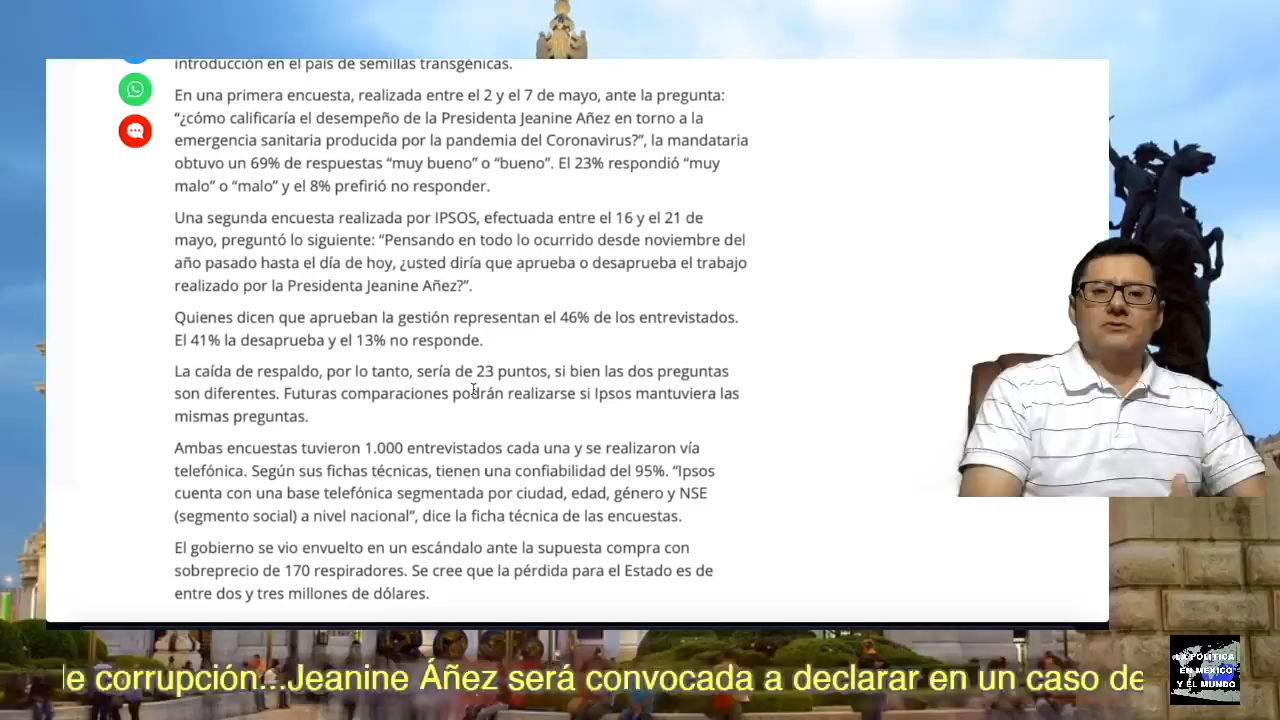 introducción en el país de semillas transgénicas.
En una primera encuesta, realizada entre el 2 y el 7 de mayo, ante la pregunta:
“¿cómo calificaría el desempeño de la Presidenta Jeanine Añez en torno a la
emergencia sanitaria producida por la pandemia del Coronavirus?”, la mandataria
obtuvo un 69% de respuestas “muy bueno” o “bueno”. El 23% respondió “muy
malo” o “malo” y el 8% prefirió no responder.
Una segunda encuesta realizada por IPSOS, efectuada entre el 16 y el 21 de
mayo, preguntó lo siguiente: “Pensando en todo lo ocurrido desde noviembre del
año pasado hasta el día de hoy, ¿usted diría que aprueba o desaprueba el trabajo
realizado por la Presidenta Jeanine Añez?”.
Quienes dicen que aprueban la gestión representan el 46% de los entrevistados.
El 41% la desaprueba y el 13% no responde.
La caída de respaldo, por lo tanto, sería de 23 puntos, si bien las dos preguntas
son diferentes. Futuras comparaciones podrán realizarse si Ipsos mantuviera las
mismas preguntas.
Ambas encuestas tuvieron 1.000 entrevistados cada una y se realizaron vía
telefónica. Según sus fichas técnicas, tienen una confiabilidad del 95%. “Ipsos
cuenta con una base telefónica segmentada por ciudad, edad, género y NSE
(segmento social) a nivel nacional”, dice la ficha técnica de las encuestas.
El gobierno se vio envuelto en un escándalo ante la supuesta compra con
sobreprecio de 170 respiradores. Se cree que la pérdida para el Estado es de
entre dos y tres millones de dólares.
de corrupción...Jeanine Áñez será convocada a declarar en un caso de
LA POLÍTICA
EN MÉXICO
Y EL MUNDO